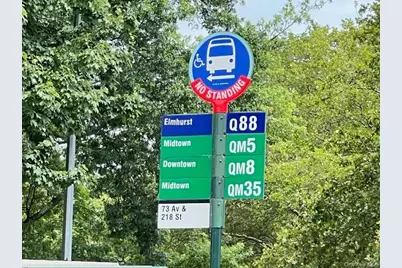 NO STANDING
Elmhurst Q88
Midtown QM5
Downtown QM8
Midtown QM35
73 Av &
218 St